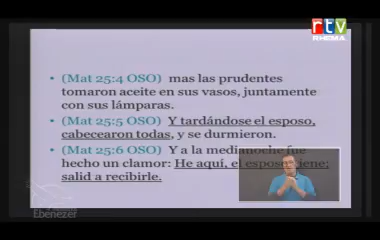 rtv
RHEMA
• (Mat 25:4 OSO) mas las prudentes
tomaron aceite en sus vasos, juntamente
con sus lámparas.
• (Mat 25:5 OSO) Y tardándose el esposo,
cabecearon todas, y se durmieron.
• (Mat 25:6 OSO) Y a la medianoche fue
hecho un clamor: He aquí, el esposo viene;
salid a recibirle.
Ebenezer